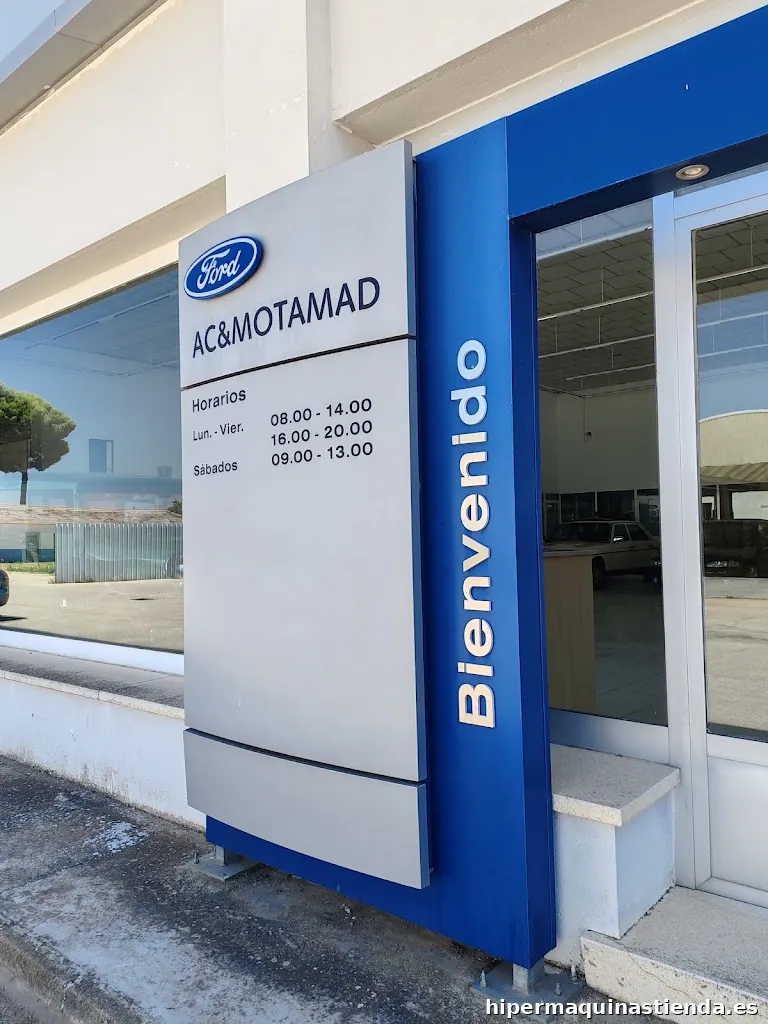 Ford
AC&MOTAMAD
Horarios
Lun. - Vier. 08.00 - 14.00
16.00 - 20.00
Sábados 09.00 - 13.00
Bienvenido
hipermaquinastienda.es